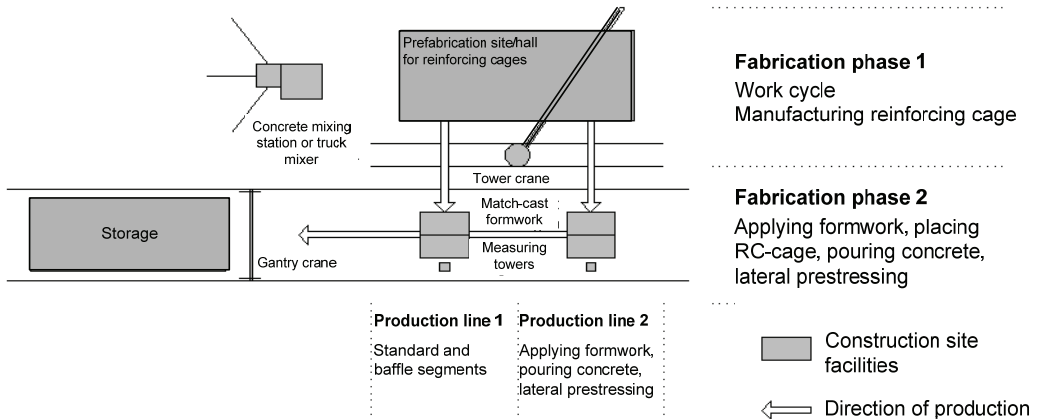 Prefabrication site/hall
for reinforcing cages
Concrete mixing
station or truck
mixer
Tower crane
Match-cast
formwork
Measuring
towers
Storage
Gantry crane
Production line 1
Standard and
baffle segments
Production line 2
Applying formwork,
pouring concrete,
lateral prestressing
Fabrication phase 1
Work cycle
Manufacturing reinforcing cage
Fabrication phase 2
Applying formwork, placing
RC-cage, pouring concrete,
lateral prestressing
Construction site
facilities
Direction of production